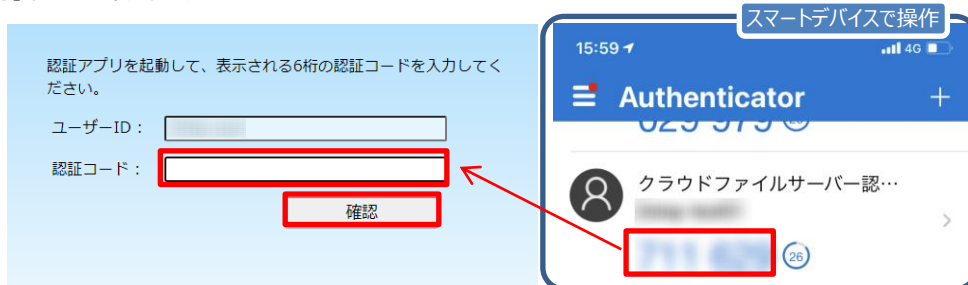 スマートデバイスで操作
認証アプリを起動して、表示される6桁の認証コードを入力してく
ださい。
ユーザーID：
認証コード：
確認
15:59
4G
Authenticator
クラウドファイルサーバー認…
26